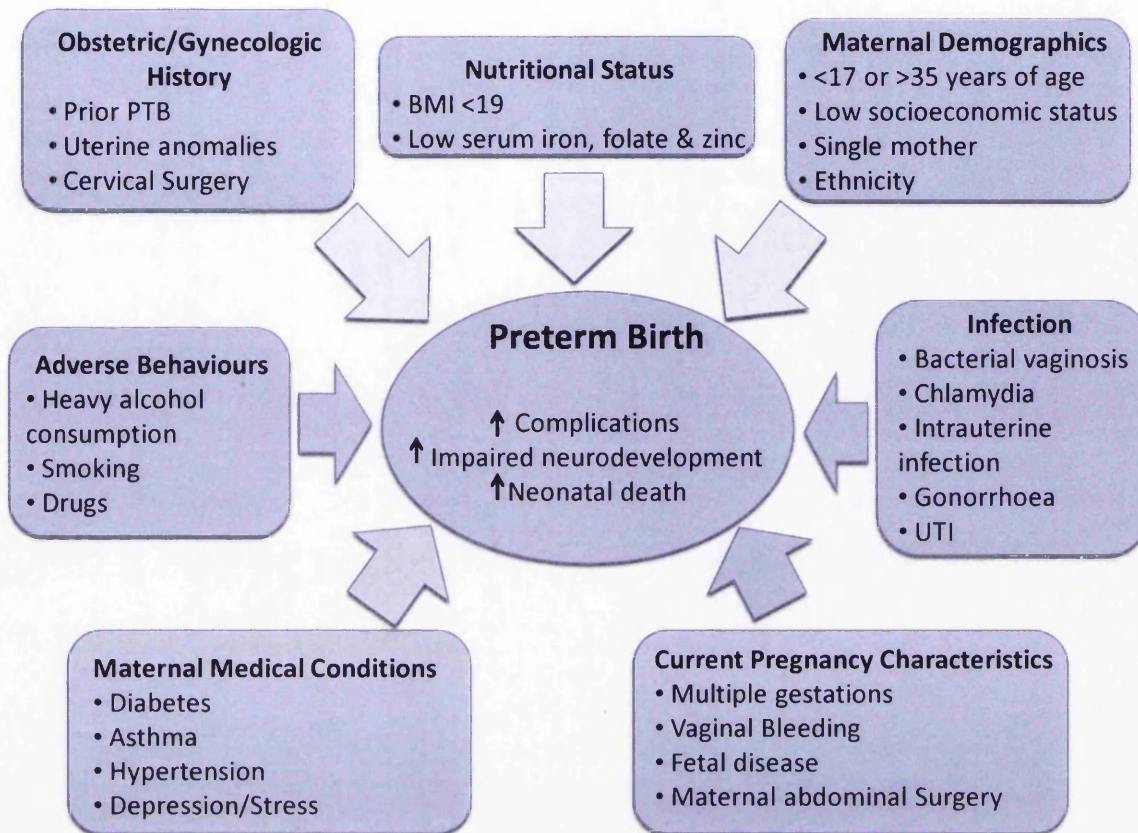 Obstetric/Gynecologic
History
• Prior PTB
• Uterine anomalies
• Cervical Surgery
Nutritional Status
• BMI <19
• Low serum iron, folate & zinc
Maternal Demographics
• <17 or >35 years of age
• Low socioeconomic status
• Single mother
• Ethnicity
Adverse Behaviours
• Heavy alcohol
consumption
• Smoking
• Drugs
Preterm Birth
↑ Complications
↑ Impaired neurodevelopment
↑ Neonatal death
Infection
• Bacterial vaginosis
• Chlamydia
• Intrauterine
infection
• Gonorrhoea
• UTI
Maternal Medical Conditions
• Diabetes
• Asthma
• Hypertension
• Depression/Stress
Current Pregnancy Characteristics
• Multiple gestations
• Vaginal Bleeding
• Fetal disease
• Maternal abdominal Surgery